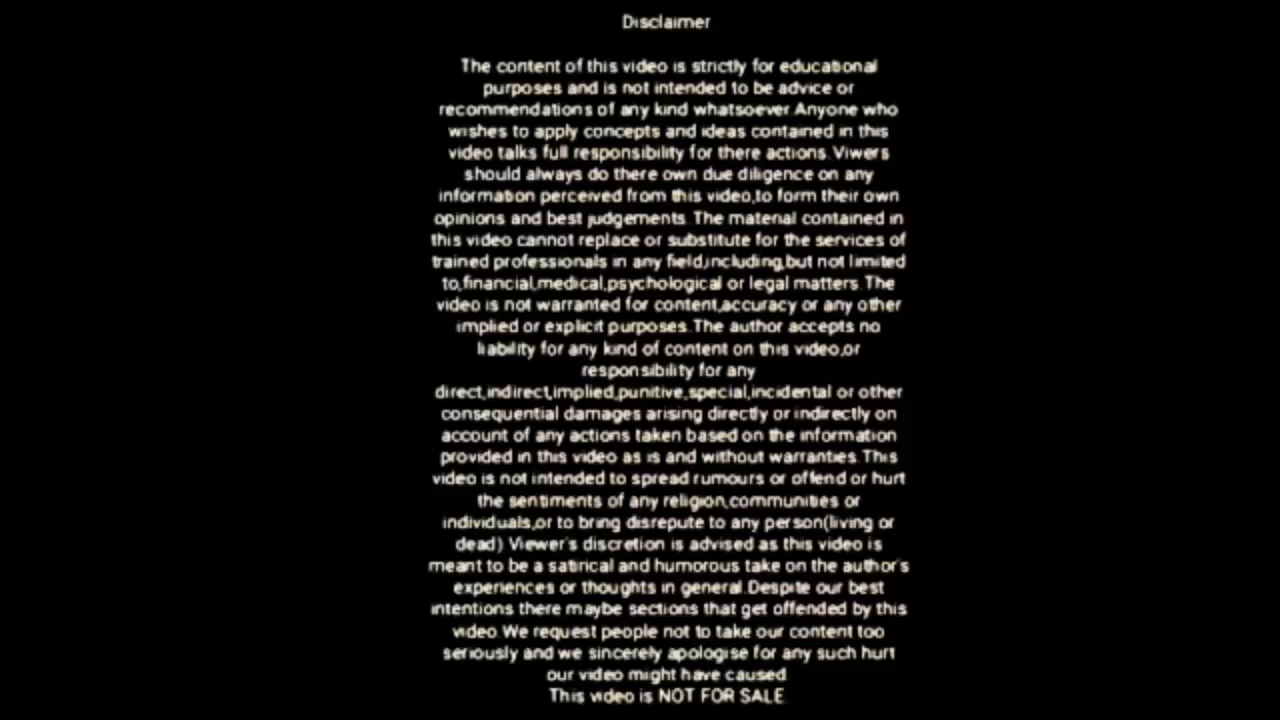 Disclaimer
The content of this video is strictly for educational
purposes and is not intended to be advice or
recommendations of any kind whatsoever.Anyone who
wishes to apply concepts and ideas contained in this
video talks full responsibility for there actions.Viwers
should always do there own due diligence on any
information perceived from this video,to form their own
opinions and best judgements.The material contained in
this video cannot replace or substitute for the services of
trained professionals in any field,including,but not limited
to,financial,medical,psychological or legal matters.The
video is not warranted for content,accuracy or any other
implied or explicit purposes.The author accepts no
liability for any kind of content on this video,or
responsibility for any
direct,indirect,implied,punitive,special,incidental or other
consequential damages arising directly or indirectly on
account of any actions taken based on the information
provided in this video as is and without warranties.This
video is not intended to spread rumours or offend or hurt
the sentiments of any religion,communities or
individuals,or to bring disrepute to any person(living or
dead) Viewer's discretion is advised as this video is
meant to be a satirical and humorous take on the author's
experiences or thoughts in general.Despite our best
intentions there maybe sections that get offended by this
video.We request people not to take our content too
seriously and we sincerely apologise for any such hurt
our video might have caused
This video is NOT FOR SALE.